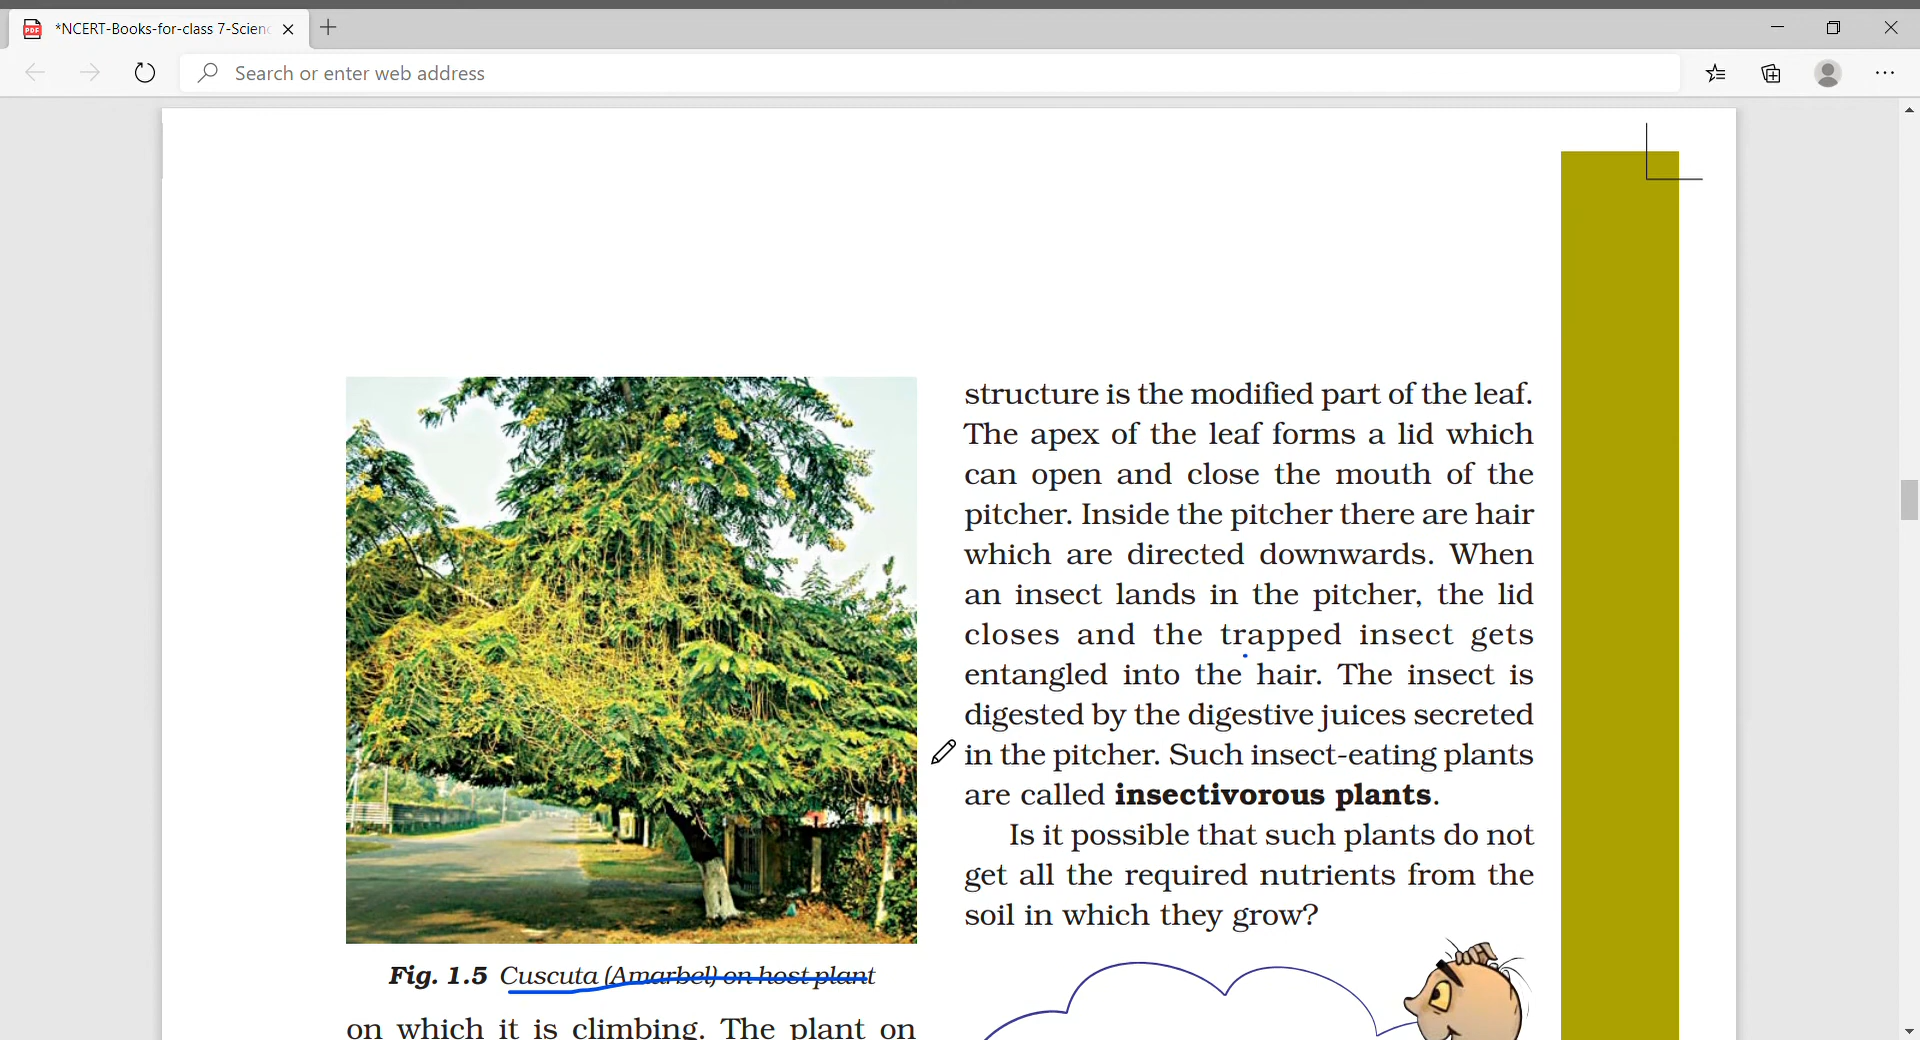 *NCERT-Books-for-class 7-Scien
Search or enter web address
structure is the modified part of the leaf.
The apex of the leaf forms a lid which
can open and close the mouth of the
pitcher. Inside the pitcher there are hair
which are directed downwards. When
an insect lands in the pitcher, the lid
closes and the trapped insect gets
entangled into the hair. The insect is
digested by the digestive juices secreted
in the pitcher. Such insect-eating plants
are called insectivorous plants.
Is it possible that such plants do not
get all the required nutrients from the
soil in which they grow?
Fig. 1.5 Cuscuta (Amarbel) on host plant
on which it is climbing. The plant on